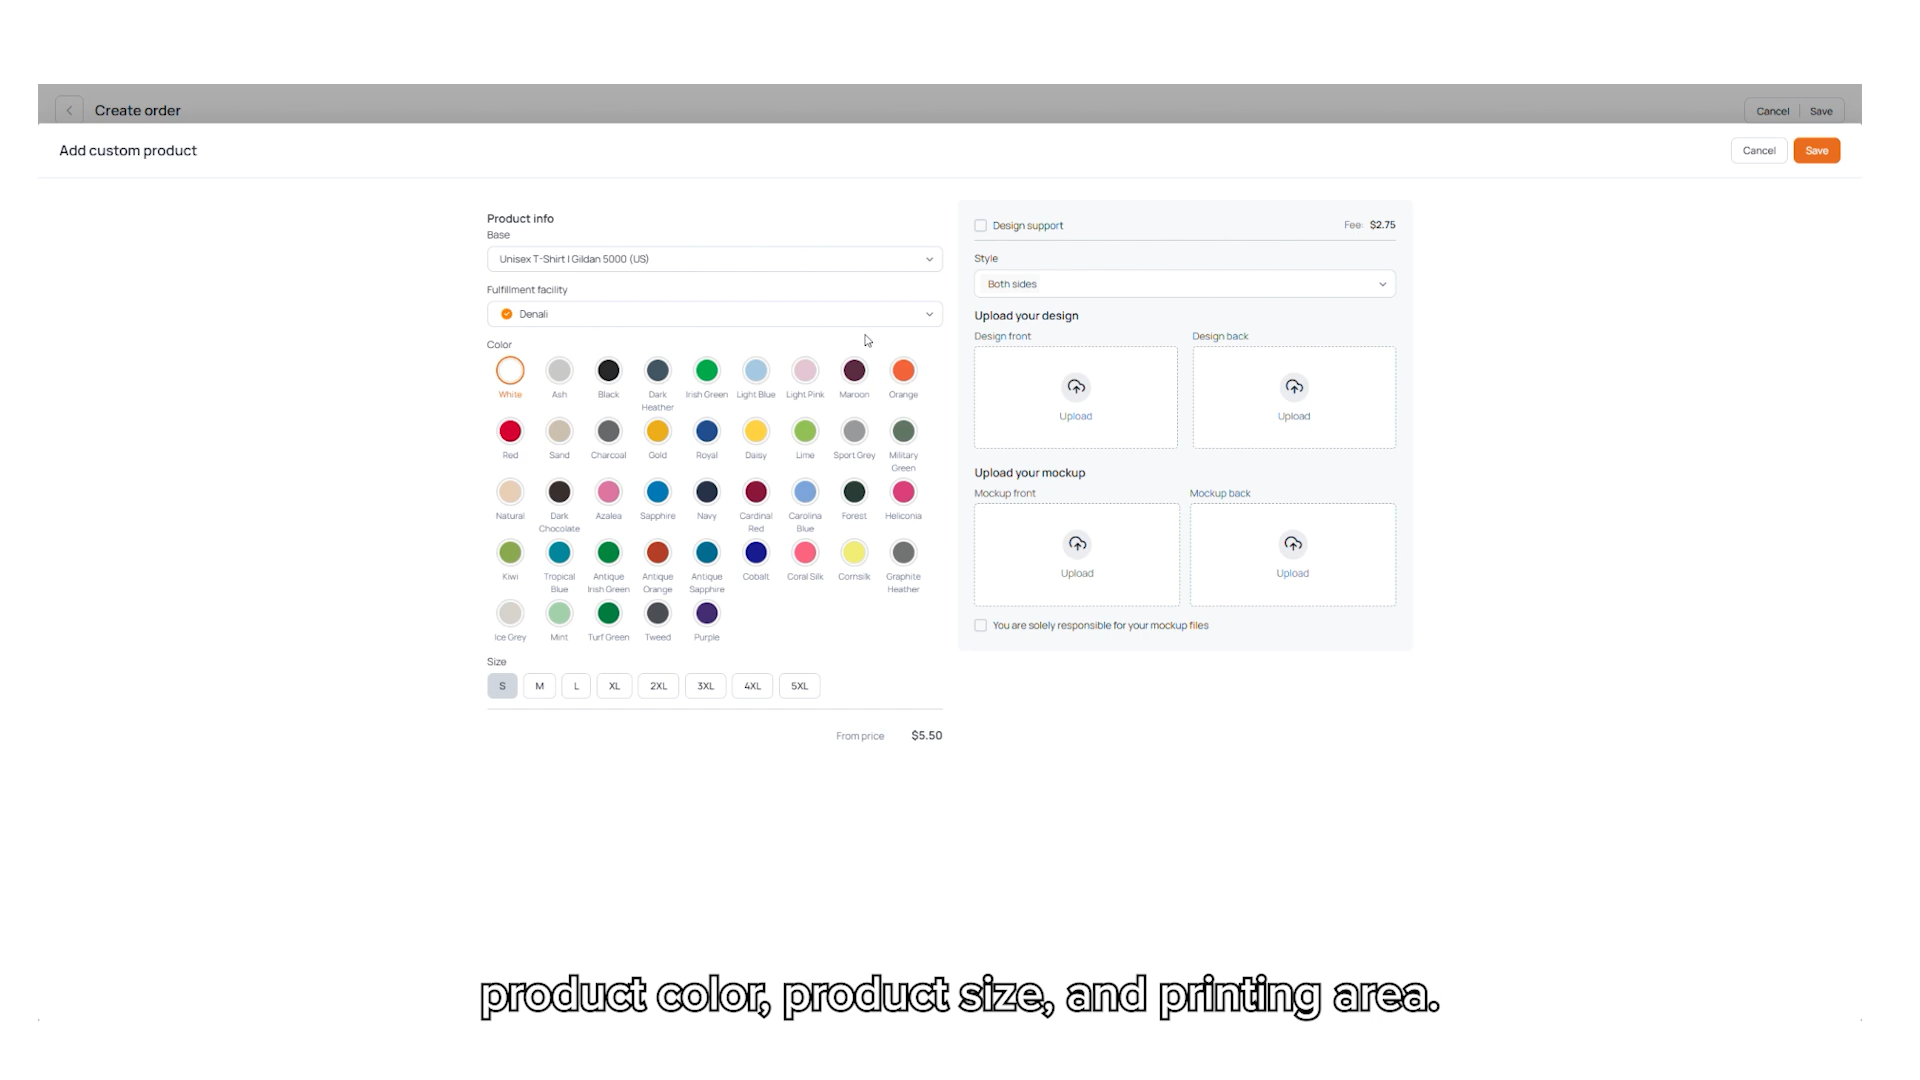 Create order
Cancel
Save
Add custom product
Cancel
Save
Product info
Base
Unisex T-Shirt | Gildan 5000 (US)
Fulfillment facility
Denali
Color
White
Ash
Black
Dark
Heather
Irish Green
Light Blue
Light Pink
Maroon
Orange
Red
Sand
Charcoal
Gold
Royal
Daisy
Lime
Sport Grey
Military
Green
Natural
Dark
Chocolate
Azalea
Sapphire
Navy
Cardinal
Red
Carolina
Blue
Forest
Heliconia
Kiwi
Tropical
Blue
Antique
Irish Green
Antique
Orange
Antique
Sapphire
Cobalt
Coral Silk
Cornsilk
Graphite
Heather
Ice Grey
Mint
Turf Green
Tweed
Purple
Size
S
M
L
XL
2XL
3XL
4XL
5XL
From price $5.50
Design support
Fee: $2.75
Style
Both sides
Upload your design
Design front
Design back
Upload
Upload
Upload your mockup
Mockup front
Mockup back
Upload
Upload
You are solely responsible for your mockup files
product color, product size, and printing area.